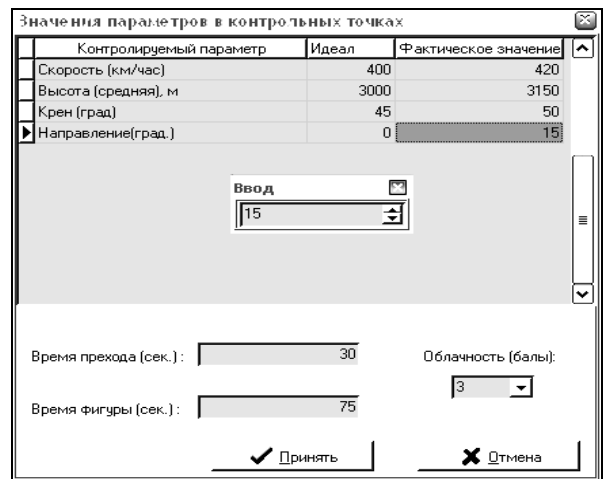 Значения параметров в контрольных точках
Контролируемый параметр Идеал Фактическое значение
Скорость (км/час) 400 420
Высота (средняя), м 3000 3150
Крен (град) 45 50
Направление(град.) 0 15
Ввод
15
Время прехода (сек.) : 30 Облачность (балы):
3
Время фигуры (сек.) : 75
Принять Отмена